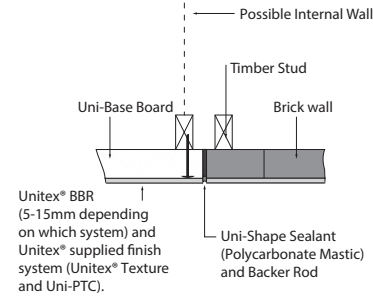 Possible Internal Wall
Timber Stud
Uni-Base Board
Brick wall
Unitex® BBR
(5-15mm depending
on which system) and
Unitex® supplied finish
system (Unitex® Texture
and Uni-PTC).
Uni-Shape Sealant
(Polycarbonate Mastic)
and Backer Rod